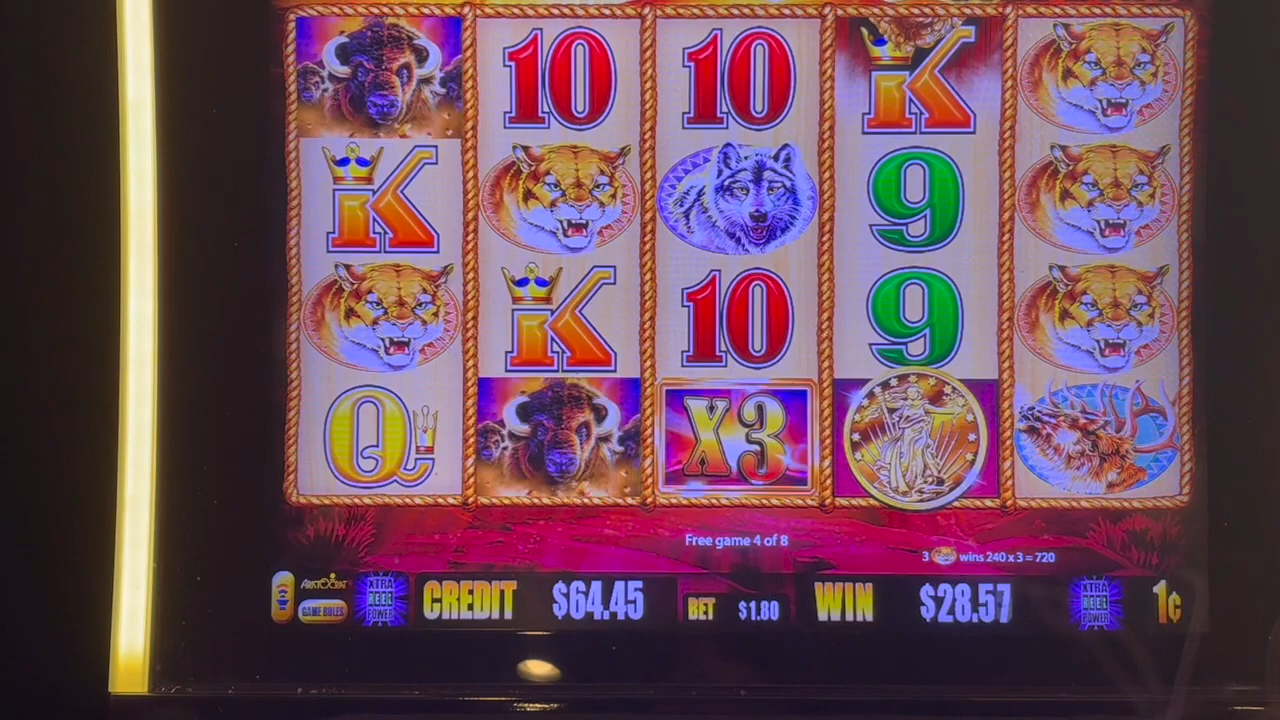 10 10 K
K 9
K 10 9
Q X3
Free game 4 of 8
3 wins 240 x 3 = 720
ARISTOCRAT
GAME RULES
XTRA REEL POWER
CREDIT $64.45
BET $1.80
WIN $28.57
XTRA REEL POWER
1¢